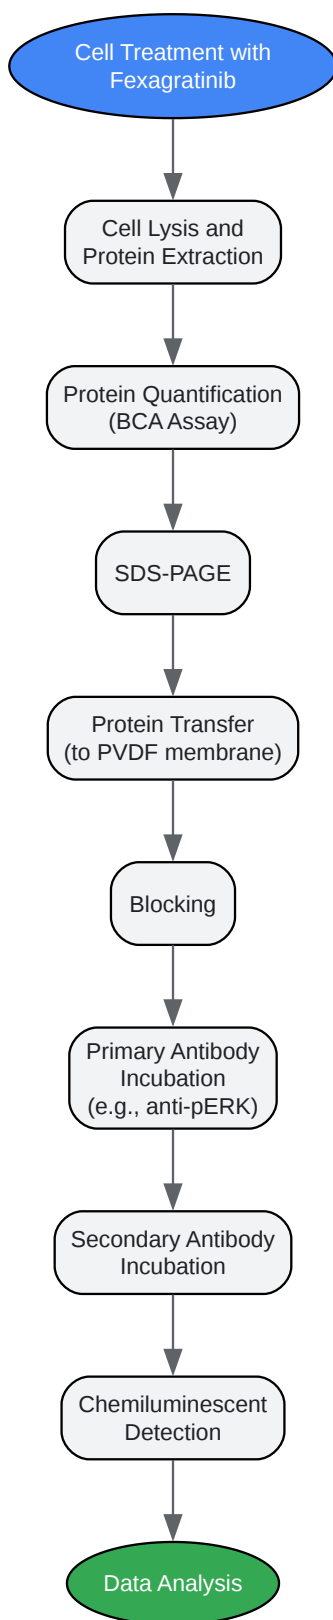 Cell Treatment with
Fexagratinib
Cell Lysis and
Protein Extraction
Protein Quantification
(BCA Assay)
SDS-PAGE
Protein Transfer
(to PVDF membrane)
Blocking
Primary Antibody
Incubation
(e.g., anti-pERK)
Secondary Antibody
Incubation
Chemiluminescent
Detection
Data Analysis